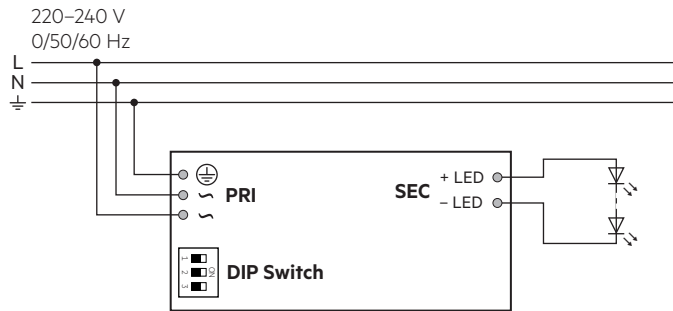 220–240 V
0/50/60 Hz
L
N
PRI
~
~
SEC
+ LED
– LED
1
2
3
ON
DIP Switch